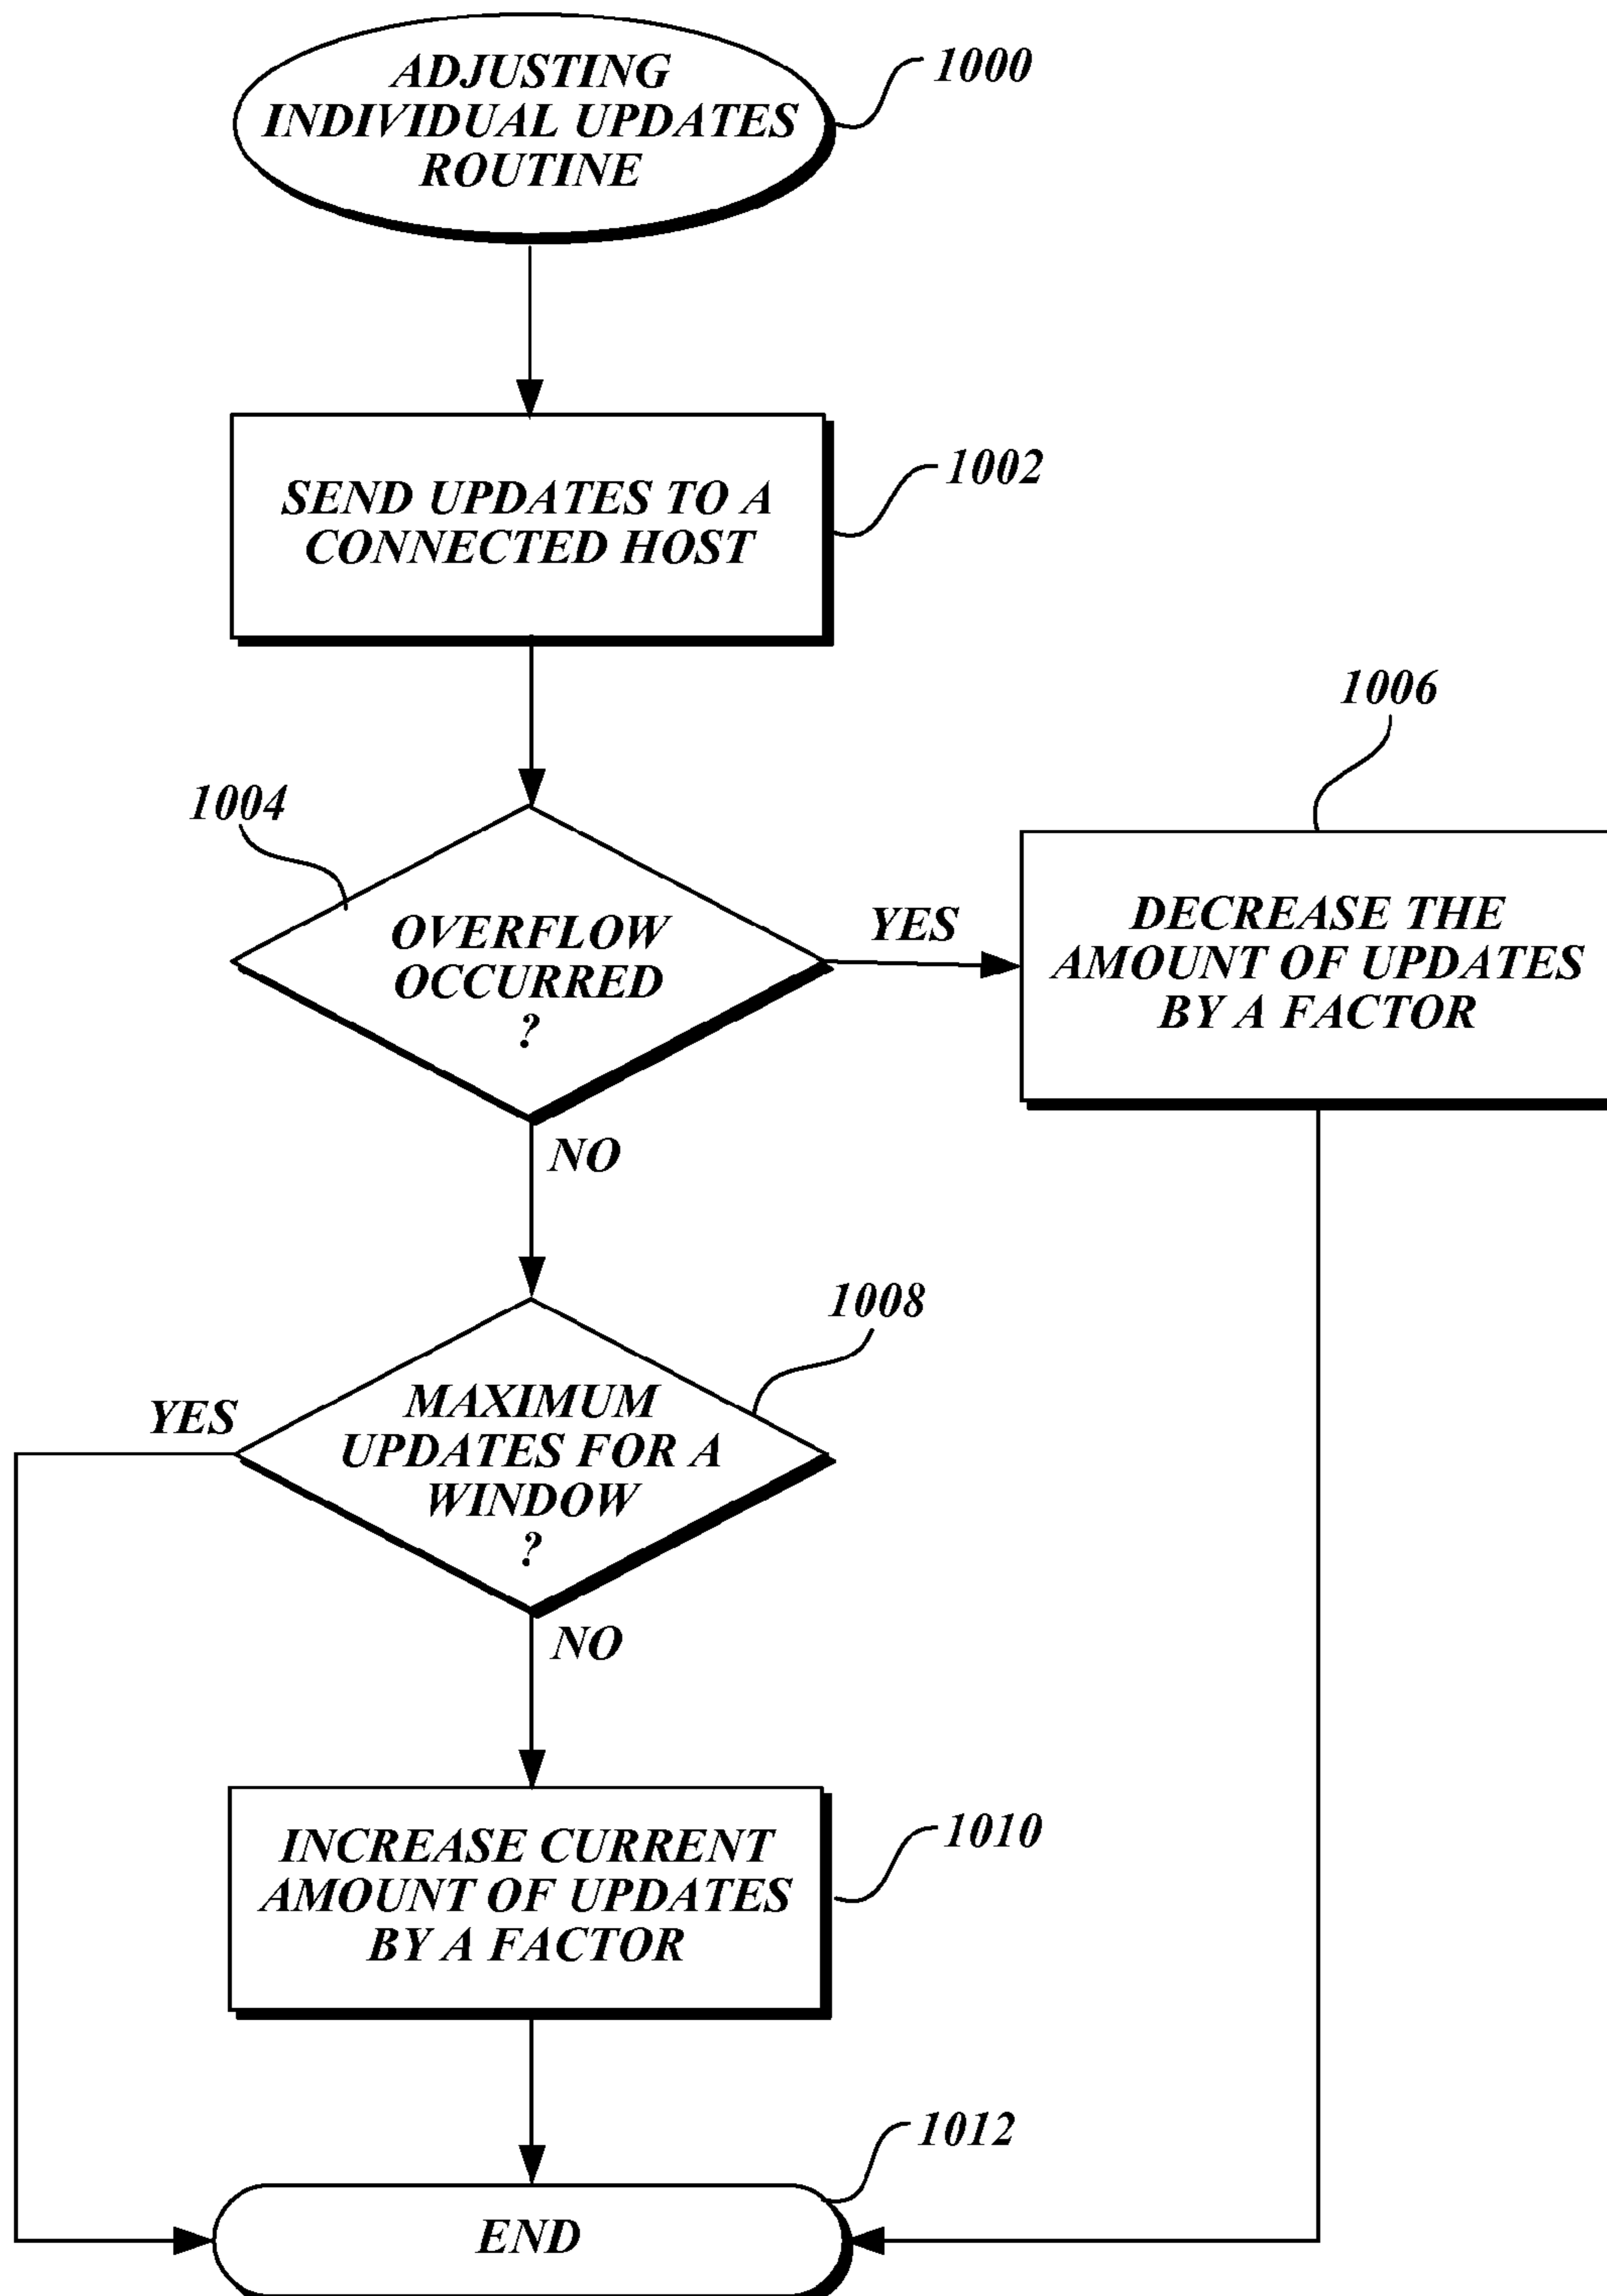 ADJUSTING
INDIVIDUAL UPDATES
ROUTINE
1000
SEND UPDATES TO A
CONNECTED HOST
1002
1004
OVERFLOW
OCCURRED
?
YES
1006
DECREASE THE
AMOUNT OF UPDATES
BY A FACTOR
NO
1008
MAXIMUM
UPDATES FOR A
WINDOW
?
YES
NO
INCREASE CURRENT
AMOUNT OF UPDATES
BY A FACTOR
1010
1012
END